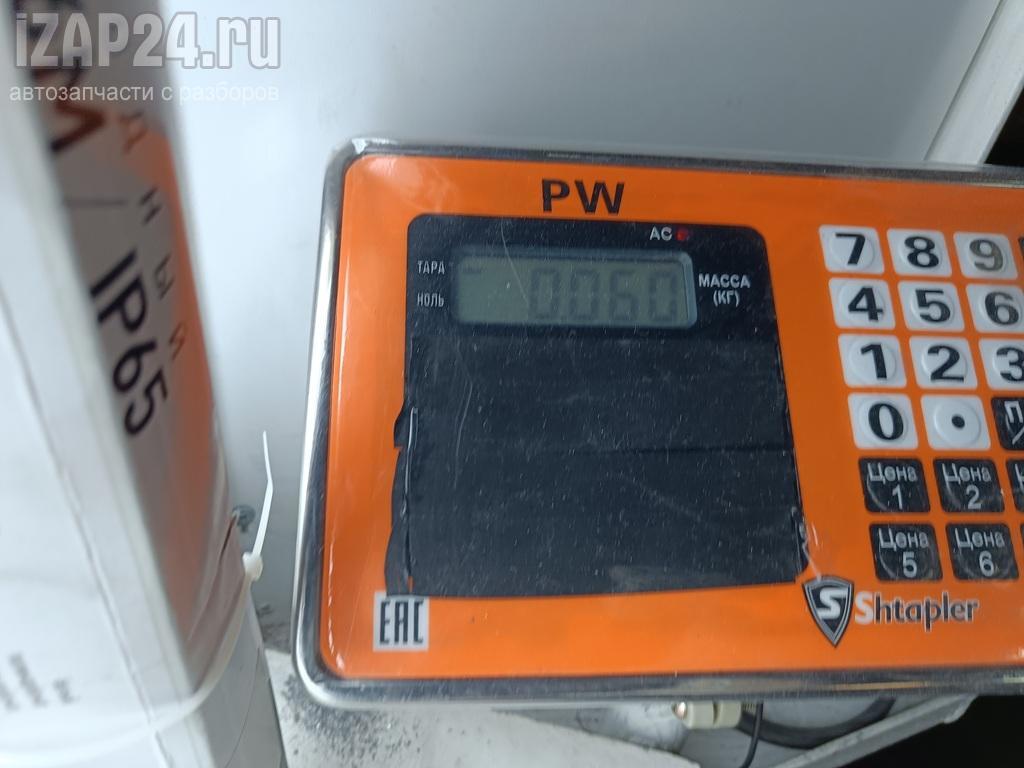 iZAP24.ru
автозапчасти с разборов
дный
IP65
PW
AC
ТАРА
НОЛЬ
0.060
МАССА
(КГ)
7 8 9
4 5 6
1 2 3
0 .
Цена 1
Цена 2
Цена 5
Цена 6
EAC
S Shtapler